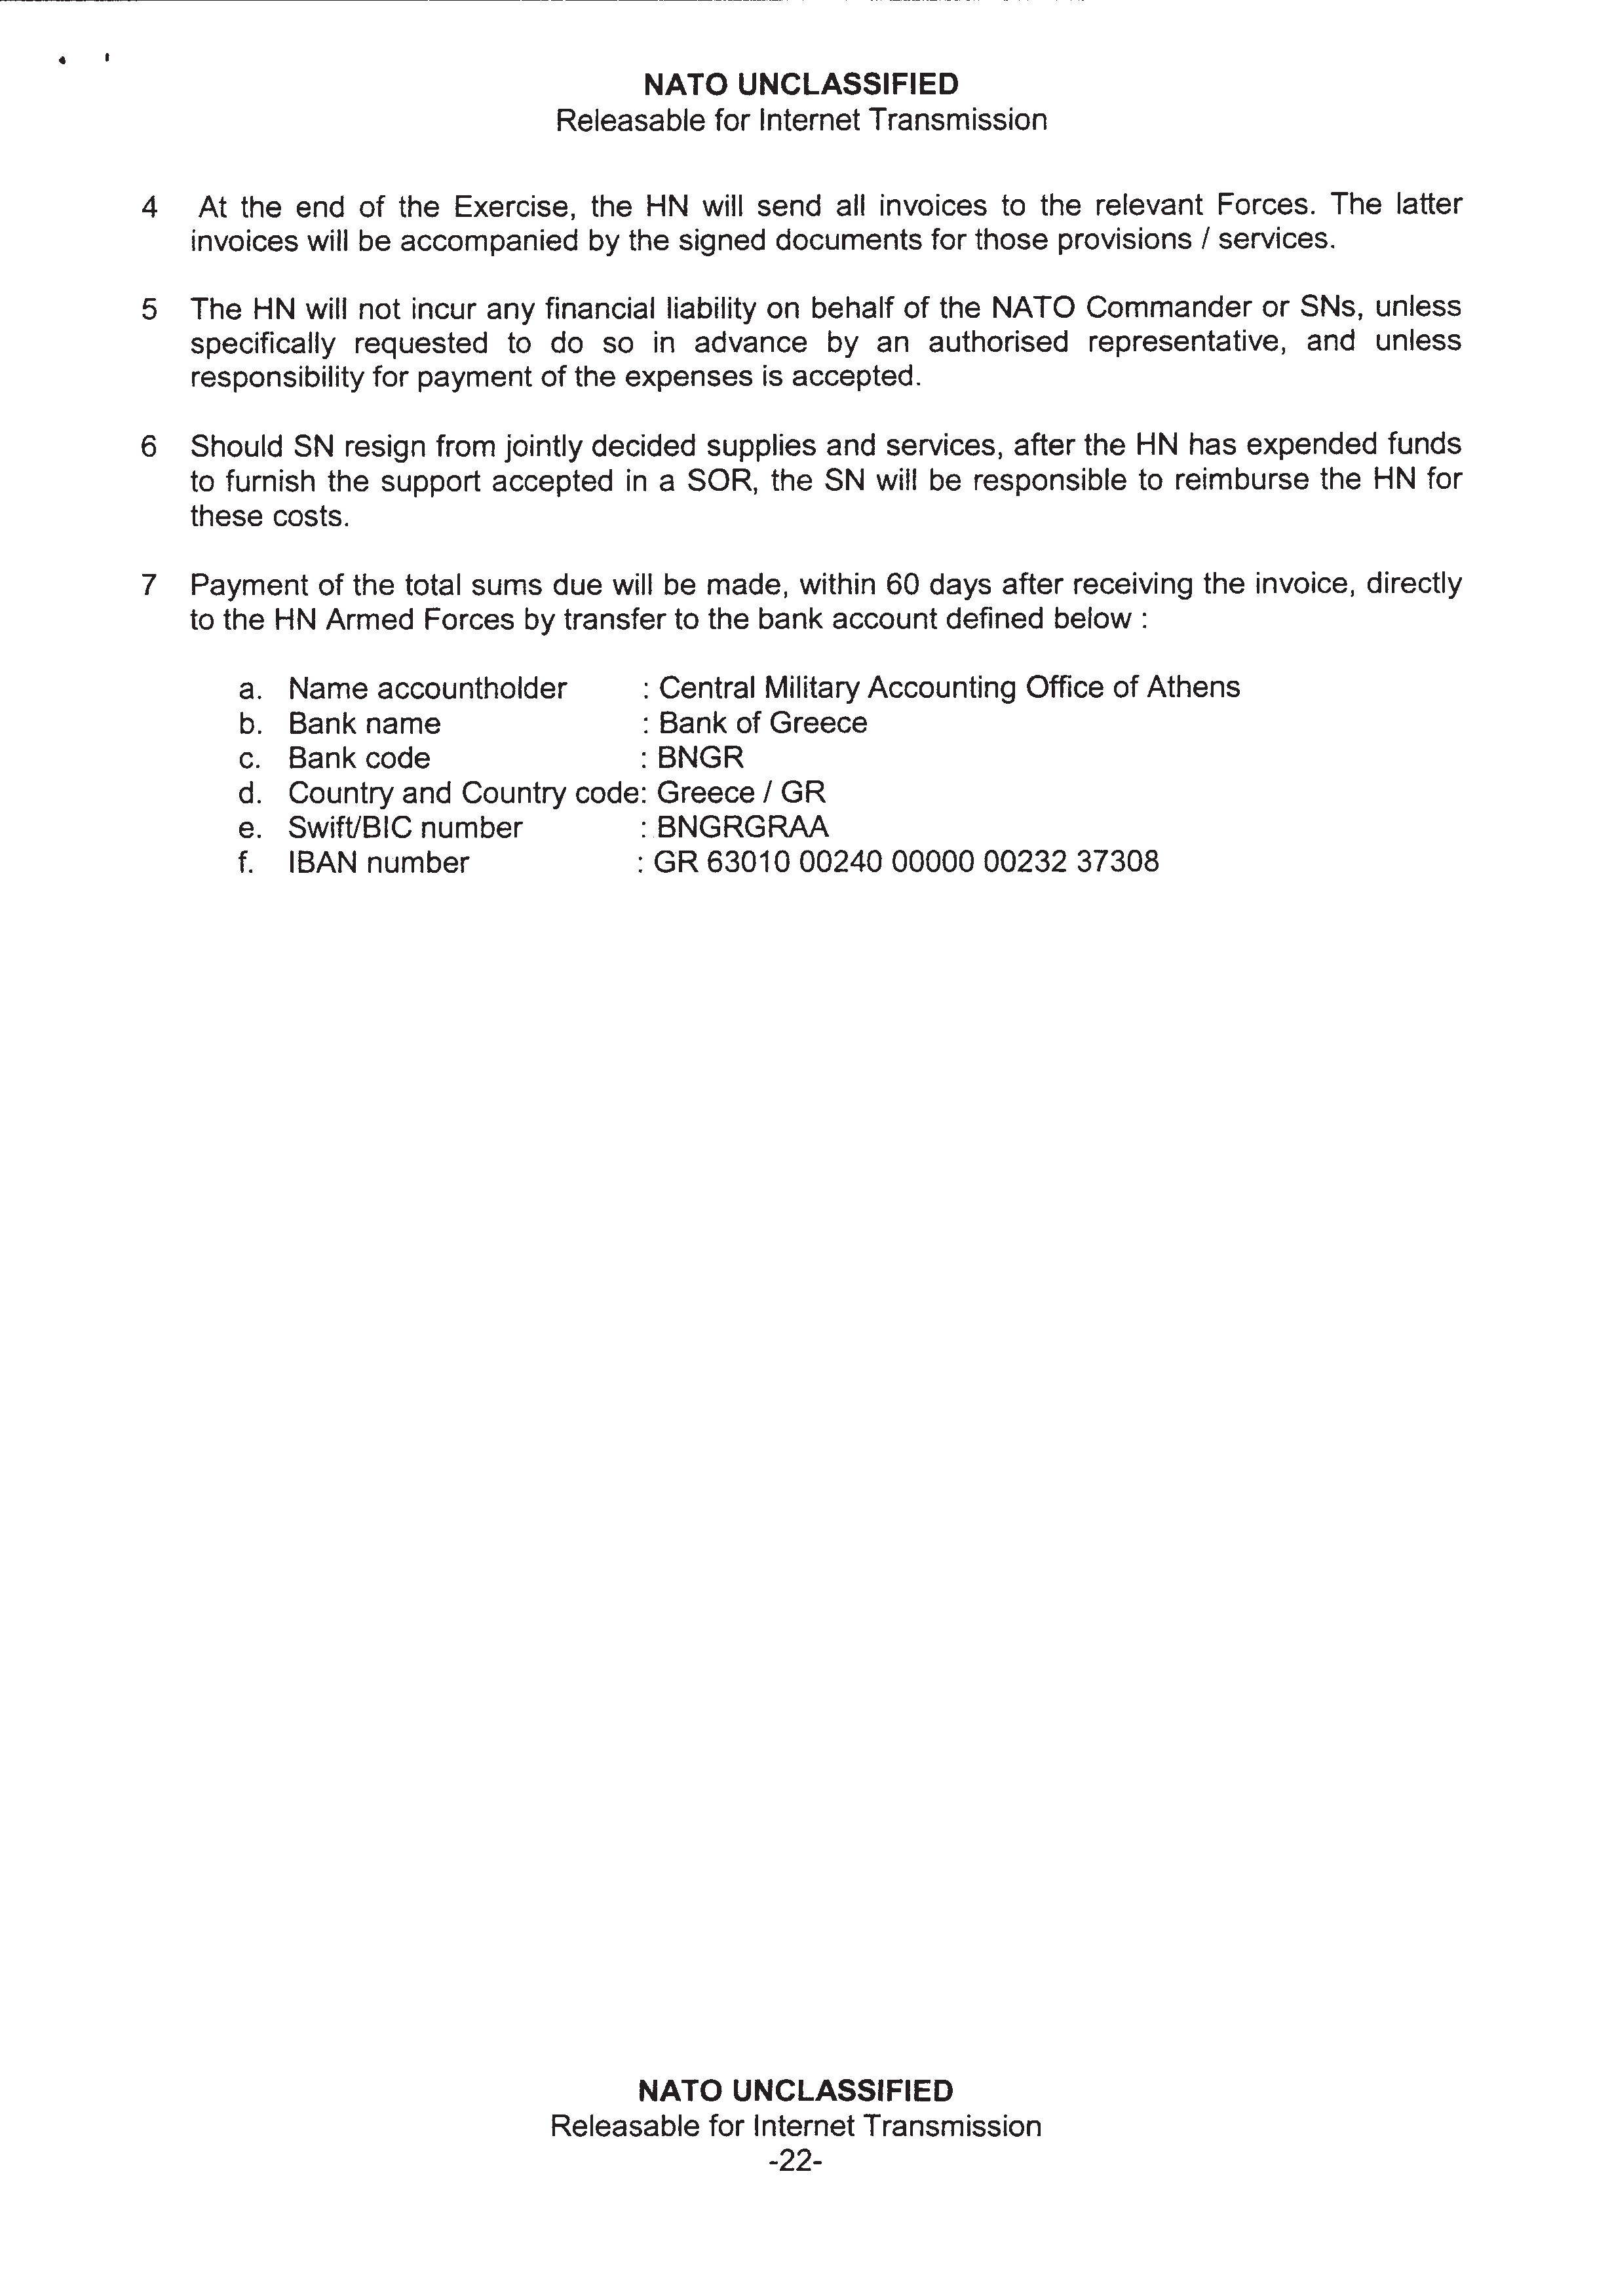 NATO UNCLASSIFIED
Releasable for Internet Transmission
4 At the end of the Exercise, the HN will send all invoices to the relevant Forces. The latter
invoices will be accompanied by the signed documents for those provisions / services.
5 The HN will not incur any financial liability on behalf of the NATO Commander or SNs, unless
specifically requested to do so in advance by an authorised representative, and unless
responsibility for payment of the expenses is accepted.
6 Should SN resign from jointly decided supplies and services, after the HN has expended funds
to furnish the support accepted in a SOR, the SN will be responsible to reimburse the HN for
these costs.
7 Payment of the total sums due will be made, within 60 days after receiving the invoice, directly
to the HN Armed Forces by transfer to the bank account defined below :
a. Name accountholder : Central Military Accounting Office of Athens
b. Bank name : Bank of Greece
c. Bank code : BNGR
d. Country and Country code: Greece / GR
e. Swift/BIC number : BNGRGRAA
f. IBAN number : GR 63010 00240 00000 00232 37308
NATO UNCLASSIFIED
Releasable for Internet Transmission
-22-